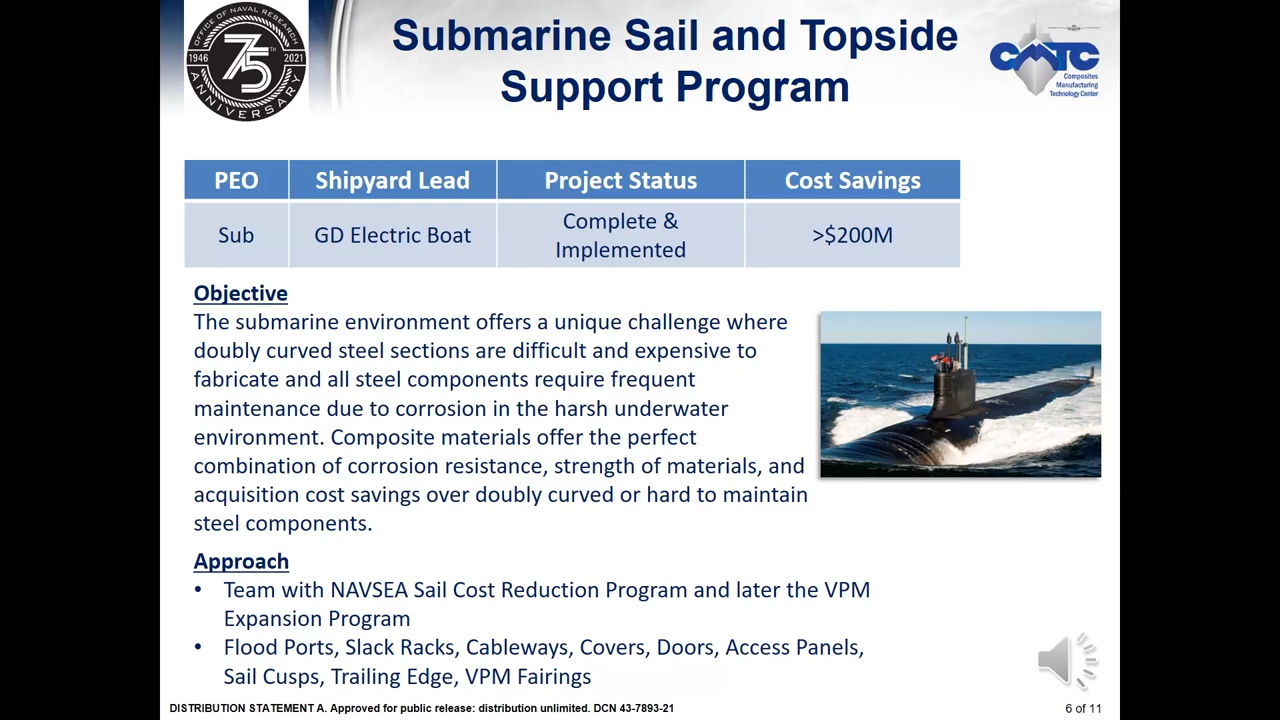 OFFICE OF NAVAL RESEARCH
1946 75TH 2021
ANNIVERSARY
Submarine Sail and Topside
Support Program
CMTC
Composites
Manufacturing
Technology Center
PEO Shipyard Lead Project Status Cost Savings
Sub GD Electric Boat Complete & Implemented >$200M
Objective
The submarine environment offers a unique challenge where
doubly curved steel sections are difficult and expensive to
fabricate and all steel components require frequent
maintenance due to corrosion in the harsh underwater
environment. Composite materials offer the perfect
combination of corrosion resistance, strength of materials, and
acquisition cost savings over doubly curved or hard to maintain
steel components.
Approach
• Team with NAVSEA Sail Cost Reduction Program and later the VPM
Expansion Program
• Flood Ports, Slack Racks, Cableways, Covers, Doors, Access Panels,
Sail Cusps, Trailing Edge, VPM Fairings
DISTRIBUTION STATEMENT A. Approved for public release: distribution unlimited. DCN 43-7893-21
6 of 11